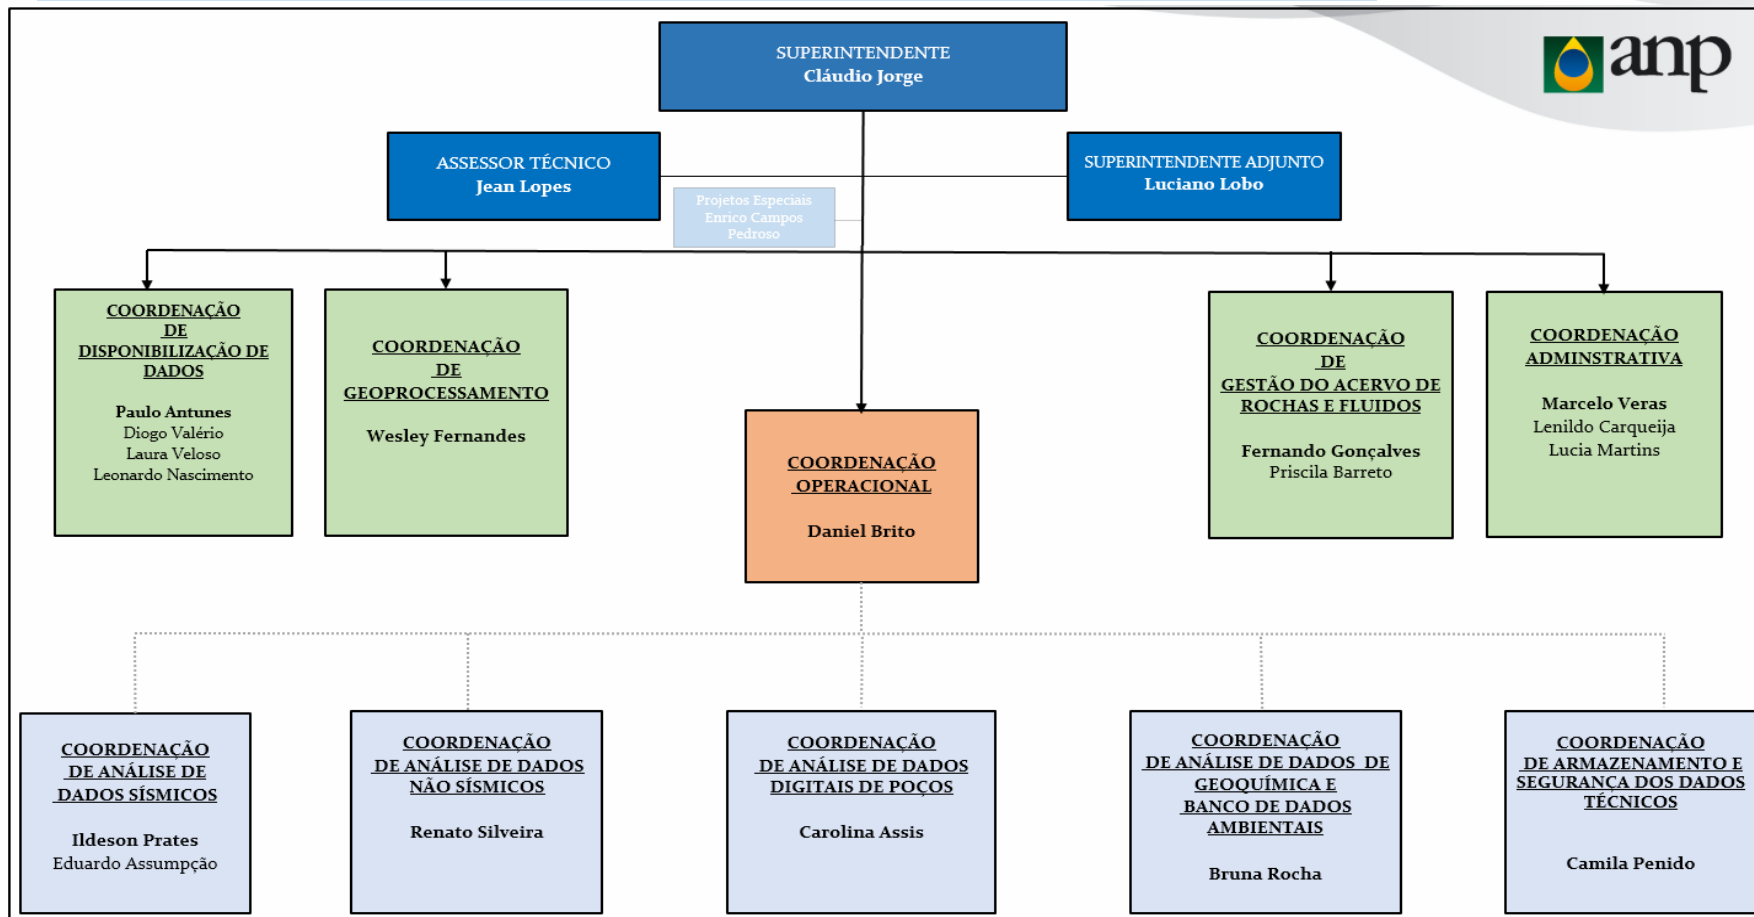 SUPERINTENDENTE
Cláudio Jorge
anp
ASSESSOR TÉCNICO
Jean Lopes
SUPERINTENDENTE ADJUNTO
Luciano Lobo
Projetos Especiais
Enrico Campos
Pedroso
COORDENAÇÃO
DE
DISPONIBILIZAÇÃO DE
DADOS
Paulo Antunes
Diogo Valério
Laura Veloso
Leonardo Nascimento
COORDENAÇÃO
DE
GEOPROCESSAMENTO
Wesley Fernandes
COORDENAÇÃO
OPERACIONAL
Daniel Brito
COORDENAÇÃO
DE
GESTÃO DO ACERVO DE
ROCHAS E FLUIDOS
Fernando Gonçalves
Priscila Barreto
COORDENAÇÃO
ADMINSTRATIVA
Marcelo Veras
Lenildo Carqueija
Lucia Martins
COORDENAÇÃO
DE ANÁLISE DE
DADOS SÍSMICOS
Ildeson Prates
Eduardo Assumpção
COORDENAÇÃO
DE ANÁLISE DE DADOS
NÃO SÍSMICOS
Renato Silveira
COORDENAÇÃO
DE ANÁLISE DE DADOS
DIGITAIS DE POÇOS
Carolina Assis
COORDENAÇÃO
DE ANÁLISE DE DADOS DE
GEOQUÍMICA E
BANCO DE DADOS
AMBIENTAIS
Bruna Rocha
COORDENAÇÃO
DE ARMAZENAMENTO E
SEGURANÇA DOS DADOS
TÉCNICOS
Camila Penido